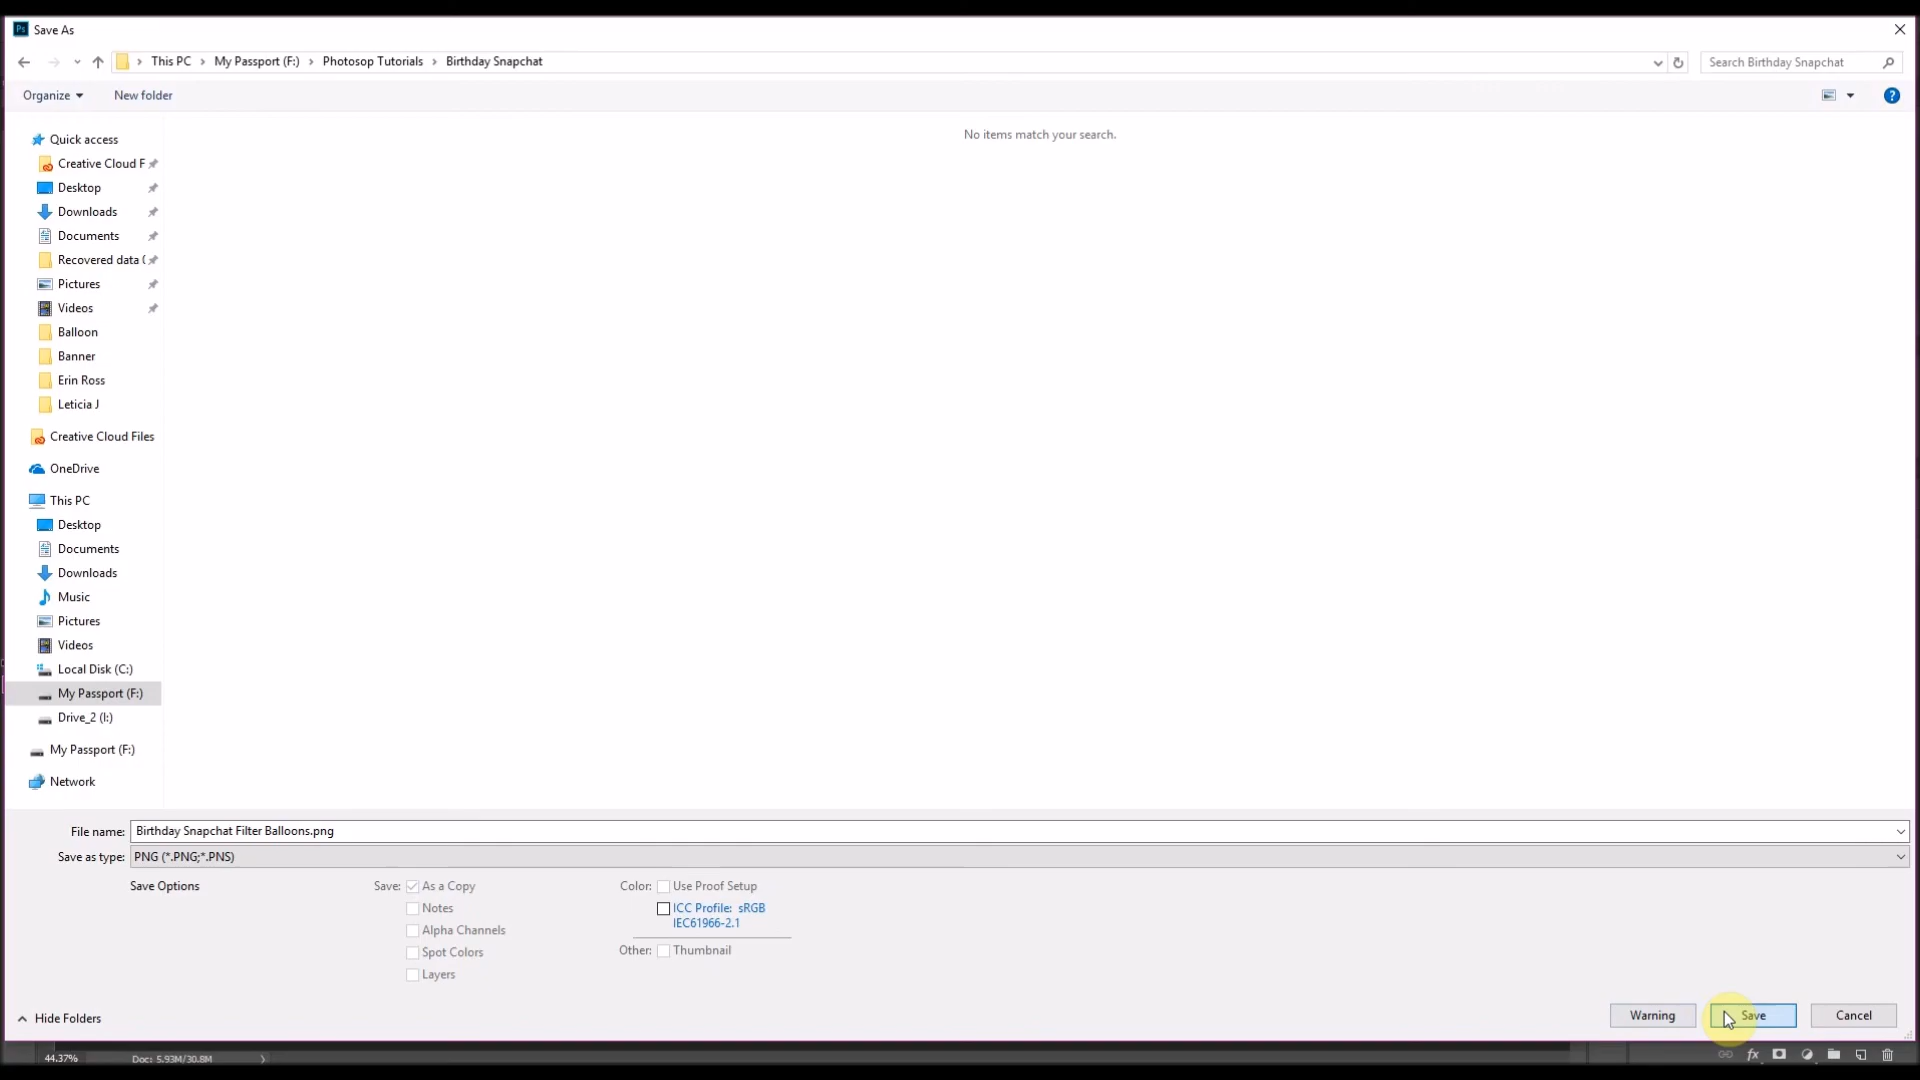 Ps Save As
This PC My Passport (F:) Photosop Tutorials Birthday Snapchat
Search Birthday Snapchat
Organize New folder
?
No items match your search.
Quick access
Creative Cloud F
Desktop
Downloads
Documents
Recovered data (
Pictures
Videos
Balloon
Banner
Erin Ross
Leticia J
Creative Cloud Files
OneDrive
This PC
Desktop
Documents
Downloads
Music
Pictures
Videos
Local Disk (C:)
My Passport (F:)
Drive_2 (I:)
My Passport (F:)
Network
File name: Birthday Snapchat Filter Balloons.png
Save as type: PNG (*.PNG;*.PNS)
Save Options
Save: As a Copy
Notes
Alpha Channels
Spot Colors
Layers
Color: Use Proof Setup
ICC Profile: sRGB
IEC61966-2.1
Other: Thumbnail
Hide Folders
Warning Save Cancel
44.37% Doc: 5.93M/30.8M
fx